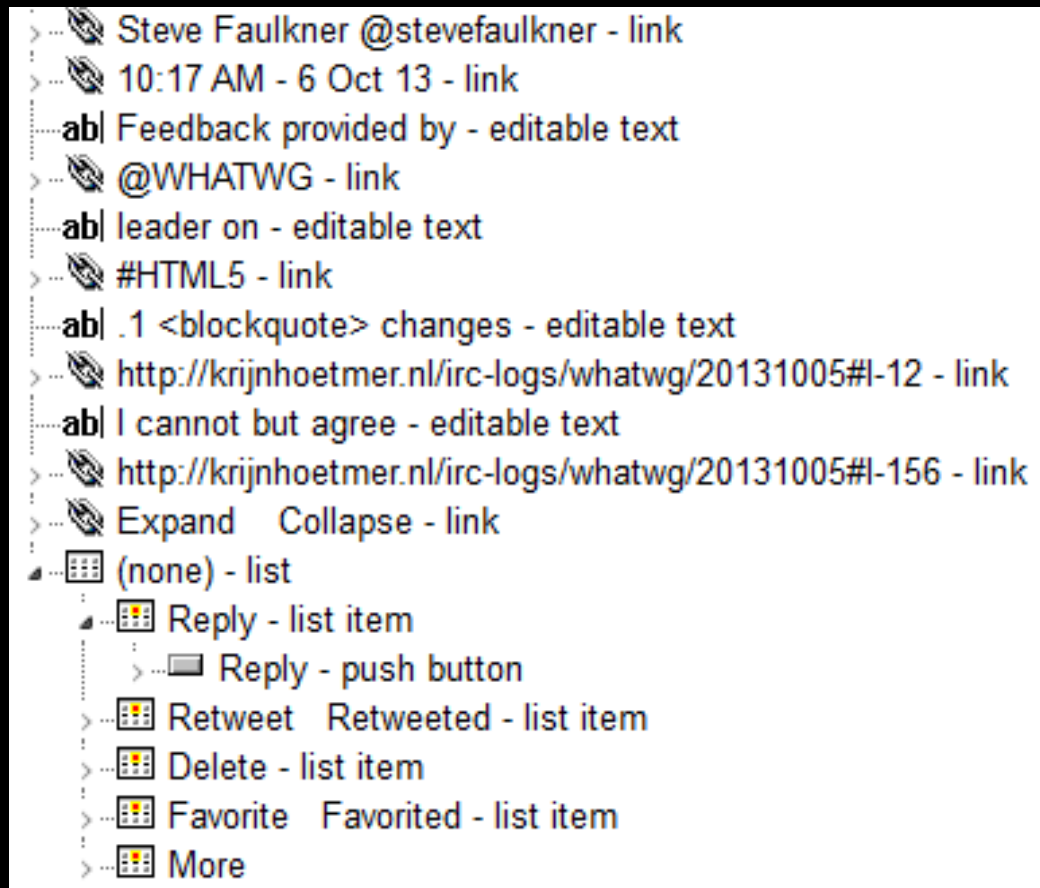 Steve Faulkner @stevefaulkner - link
10:17 AM - 6 Oct 13 - link
ab| Feedback provided by - editable text
@WHATWG - link
ab| leader on - editable text
#HTML5 - link
ab| .1 <blockquote> changes - editable text
http://krijnhoetmer.nl/irc-logs/whatwg/20131005#l-12 - link
ab| I cannot but agree - editable text
http://krijnhoetmer.nl/irc-logs/whatwg/20131005#l-156 - link
Expand Collapse - link
(none) - list
Reply - list item
Reply - push button
Retweet Retweeted - list item
Delete - list item
Favorite Favorited - list item
More